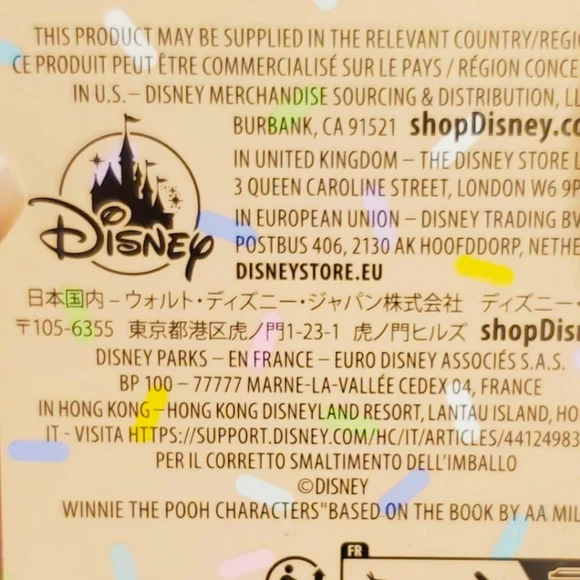 THIS PRODUCT MAY BE SUPPLIED IN THE RELEVANT COUNTRY/REGI
CE PRODUIT PEUT ÊTRE COMMERCIALISÉ SUR LE PAYS / RÉGION CONCE
IN U.S. – DISNEY MERCHANDISE SOURCING & DISTRIBUTION, LL
BURBANK, CA 91521 shopDisney.co
IN UNITED KINGDOM – THE DISNEY STORE L
3 QUEEN CAROLINE STREET, LONDON W6 9P
IN EUROPEAN UNION – DISNEY TRADING BV
POSTBUS 406, 2130 AK HOOFDDORP, NETHE
DISNEYSTORE.EU
DISNEY
日本国内 – ウォルト・ディズニー・ジャパン株式会社 ディズニー・
〒105-6355 東京都港区虎ノ門1-23-1 虎ノ門ヒルズ shopDis
DISNEY PARKS – EN FRANCE – EURO DISNEY ASSOCIÉS S.A.S.
BP 100 – 77777 MARNE-LA-VALLÉE CEDEX 04, FRANCE
IN HONG KONG – HONG KONG DISNEYLAND RESORT, LANTAU ISLAND, HO
IT - VISITA HTTPS://SUPPORT.DISNEY.COM/HC/IT/ARTICLES/44124983
PER IL CORRETTO SMALTIMENTO DELL'IMBALLO
©DISNEY
WINNIE THE POOH CHARACTERS"BASED ON THE BOOK BY AA MIL
FR